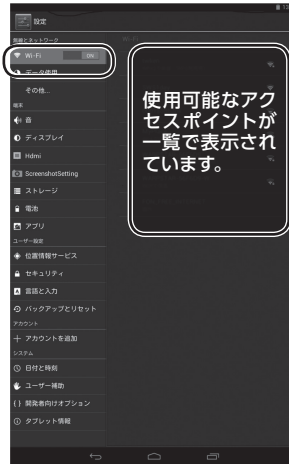 設定
無線とネットワーク
Wi-Fi
Wi-Fi ON
データ使用
その他...
端末
音
ディスプレイ
Hdmi
ScreenshotSetting
ストレージ
電池
アプリ
ユーザー設定
位置情報サービス
セキュリティ
言語と入力
バックアップとリセット
アカウント
アカウントを追加
システム
日付と時刻
ユーザー補助
開発者向けオプション
タブレット情報
使用可能なアク
セスポイントが
一覧で表示され
ています。